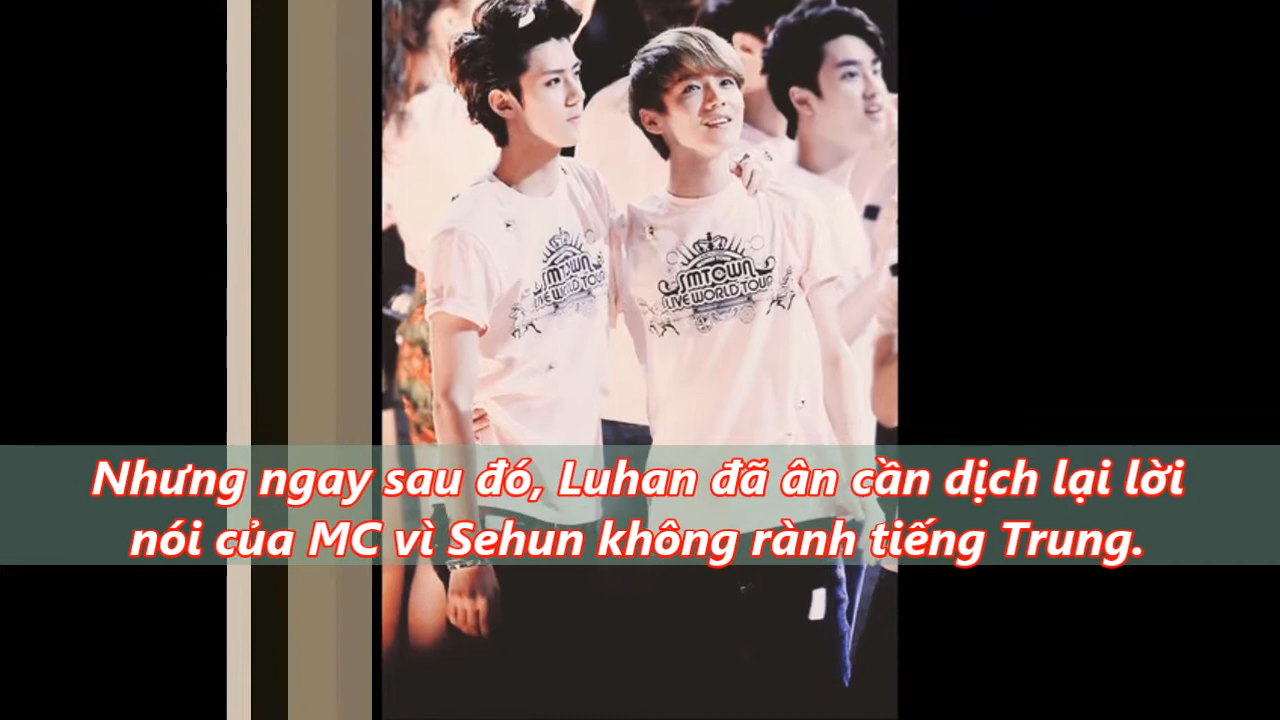 SMTOWN
LIVE WORLD TOUR
SMTOWN
LIVE WORLD TOUR
Nhưng ngay sau đó, Luhan đã ân cần dịch lại lời
nói của MC vì Sehun không rành tiếng Trung.